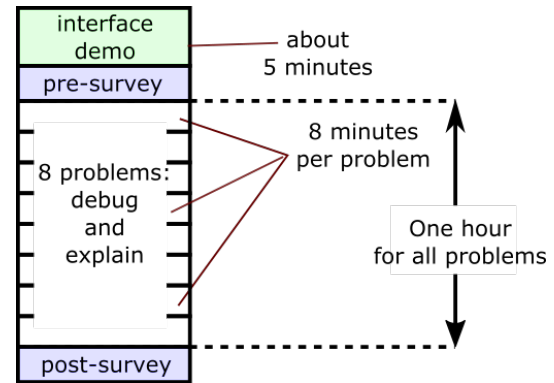 interface
demo
about
5 minutes
pre-survey
8 minutes
per problem
8 problems:
debug
and
explain
One hour
for all problems
post-survey